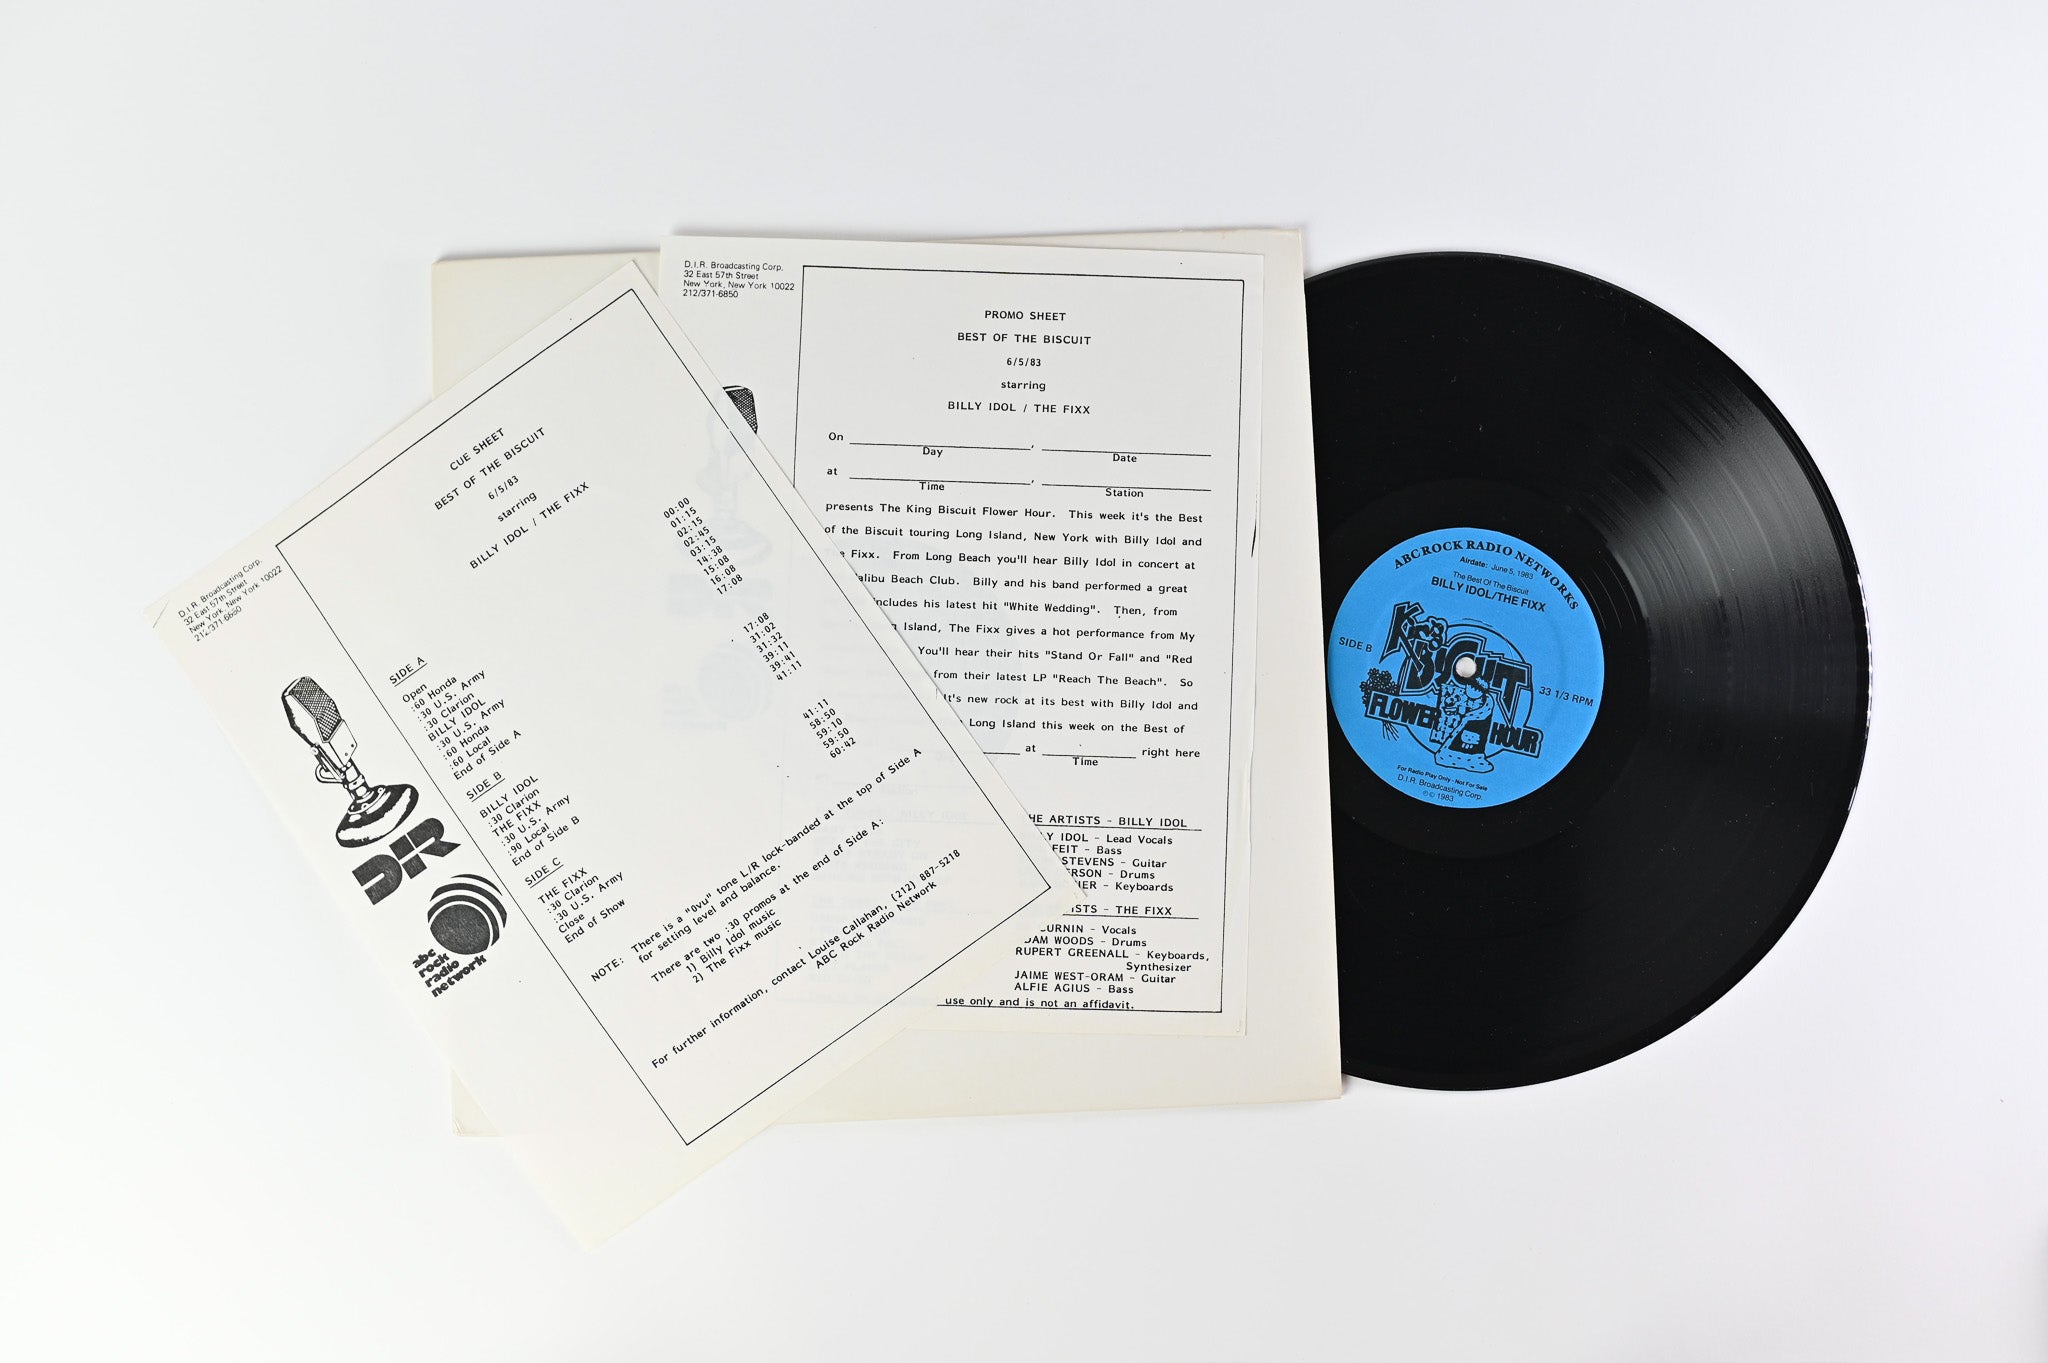 D.I.R. Broadcasting Corp.
32 East 57th Street
New York, New York 10022
212/371-6850
CUE SHEET
BEST OF THE BISCUIT
6/5/83
starring
BILLY IDOL / THE FIXX
SIDE A
Open 00:00
:60 Honda 01:15
:30 U.S. Army 02:15
:30 Clarion 02:45
BILLY IDOL 03:15
:30 U.S. Army 14:38
:60 Honda 15:08
:60 Local 16:08
End of Side A 17:08
SIDE B
BILLY IDOL 17:08
:30 Clarion 31:02
THE FIXX 31:32
:30 U.S. Army 39:11
:90 Local 39:41
End of Side B 41:11
SIDE C
THE FIXX 41:11
:30 Clarion 58:50
:30 U.S. Army 59:10
Close 59:50
End of Show 60:42
NOTE: There is a "0vu" tone L/R lock-banded at the top of Side A
for setting level and balance.
There are two :30 promos at the end of Side A:
1) Billy Idol music
2) The Fixx music
For further information, contact Louise Callahan, (212) 887-5218
ABC Rock Radio Network
DIR
abc
rock
radio
network
D.I.R. Broadcasting Corp.
32 East 57th Street
New York, New York 10022
212/371-6850
PROMO SHEET
BEST OF THE BISCUIT
6/5/83
starring
BILLY IDOL / THE FIXX
On , 
Day Date
at , 
Time Station
presents The King Biscuit Flower Hour. This week it's the Best
of the Biscuit touring Long Island, New York with Billy Idol and
Fixx. From Long Beach you'll hear Billy Idol in concert at
Beach Club. Billy and his band performed a great
includes his latest hit "White Wedding". Then, from
Island, The Fixx gives a hot performance from My
You'll hear their hits "Stand Or Fall" and "Red
from their latest LP "Reach The Beach". So
It's new rock at its best with Billy Idol and
Long Island this week on the Best of
at right here
Time
ARTISTS - BILLY IDOL
IDOL - Lead Vocals
- Bass
STEVENS - Guitar
- Drums
- Keyboards
- THE FIXX
- Vocals
WOODS - Drums
RUPERT GREENALL - Keyboards,
Synthesizer
JAIME WEST-ORAM - Guitar
ALFIE AGIUS - Bass
use only and is not an affidavit.
ABC ROCK RADIO NETWORKS
Airdate: June 5, 1983
The Best Of The Biscuit
BILLY IDOL/THE FIXX
SIDE B
33 1/3 RPM
KING
BISCUIT
FLOWER
HOUR
For Radio Play Only - Not For Sale
D.I.R. Broadcasting Corp.
℗ © 1983